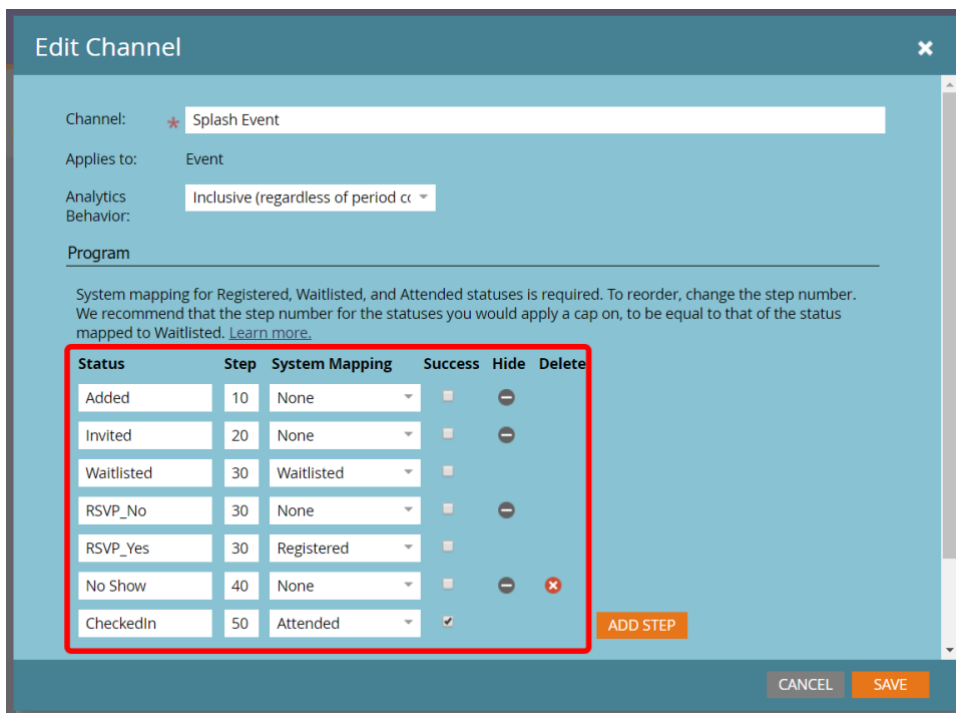 Edit Channel
Channel: * Splash Event
Applies to: Event
Analytics Behavior: Inclusive (regardless of period cc
Program
System mapping for Registered, Waitlisted, and Attended statuses is required. To reorder, change the step number.
We recommend that the step number for the statuses you would apply a cap on, to be equal to that of the status
mapped to Waitlisted. Learn more.
Status Step System Mapping Success Hide Delete
Added 10 None
Invited 20 None
Waitlisted 30 Waitlisted
RSVP_No 30 None
RSVP_Yes 30 Registered
No Show 40 None
CheckedIn 50 Attended
ADD STEP
CANCEL SAVE